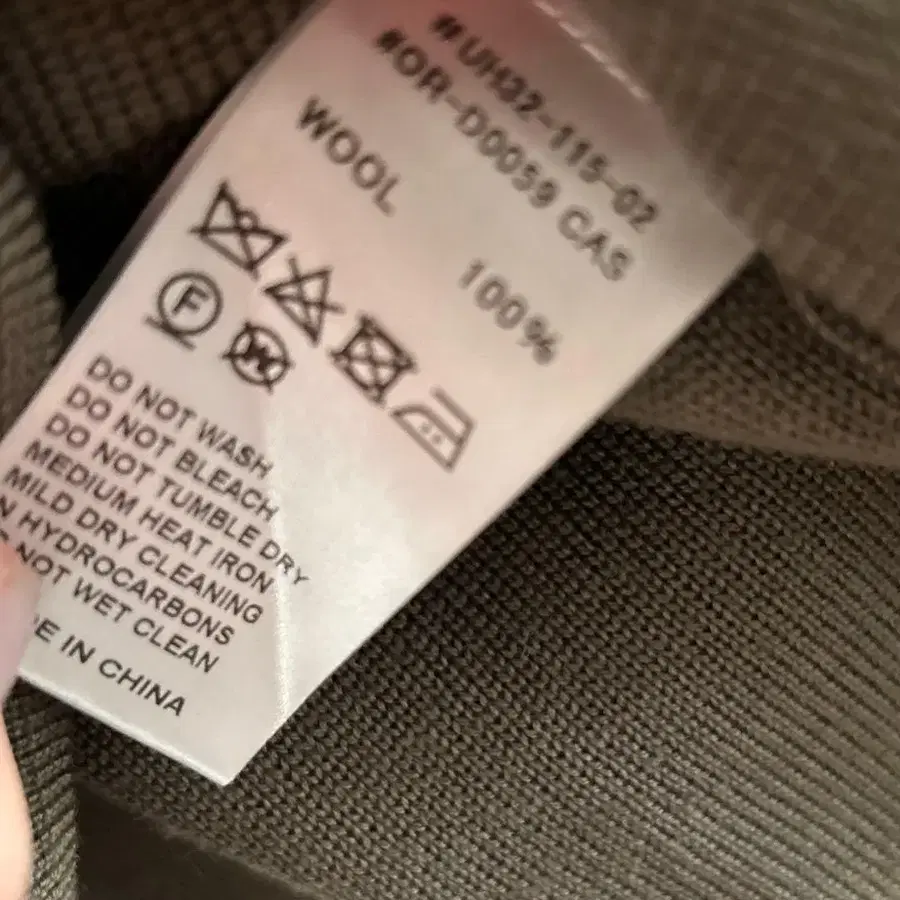 #UH32-115-02
#OR-D0059 CAS
WOOL 100%
F
W
DO NOT WASH
DO NOT BLEACH
DO NOT TUMBLE DRY
MEDIUM HEAT IRON
MILD DRY CLEANING
HYDROCARBONS
NOT WET CLEAN
IN CHINA